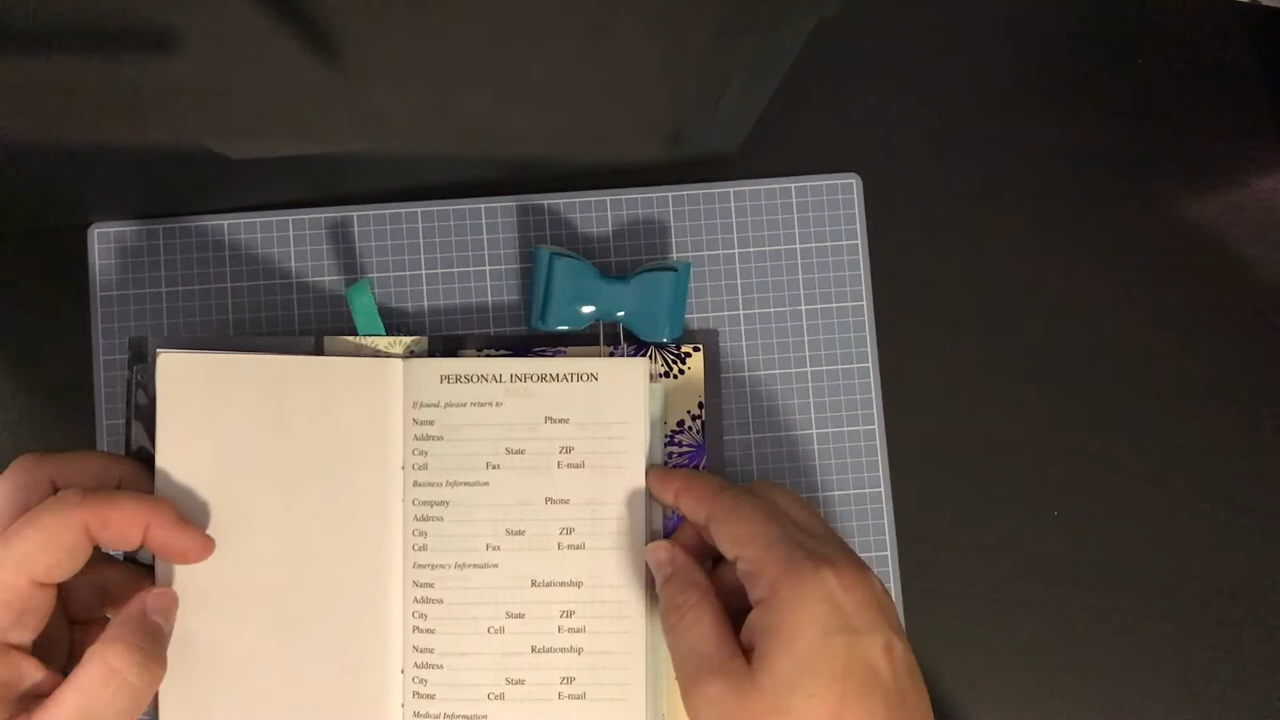 PERSONAL INFORMATION
If found, please return to
Name Phone
Address
City State ZIP
Cell Fax E-mail
Business Information
Company Phone
Address
City State ZIP
Cell Fax E-mail
Emergency Information
Name Relationship
Address
City State ZIP
Phone Cell E-mail
Name Relationship
Address
City State ZIP
Phone Cell E-mail
Medical Information